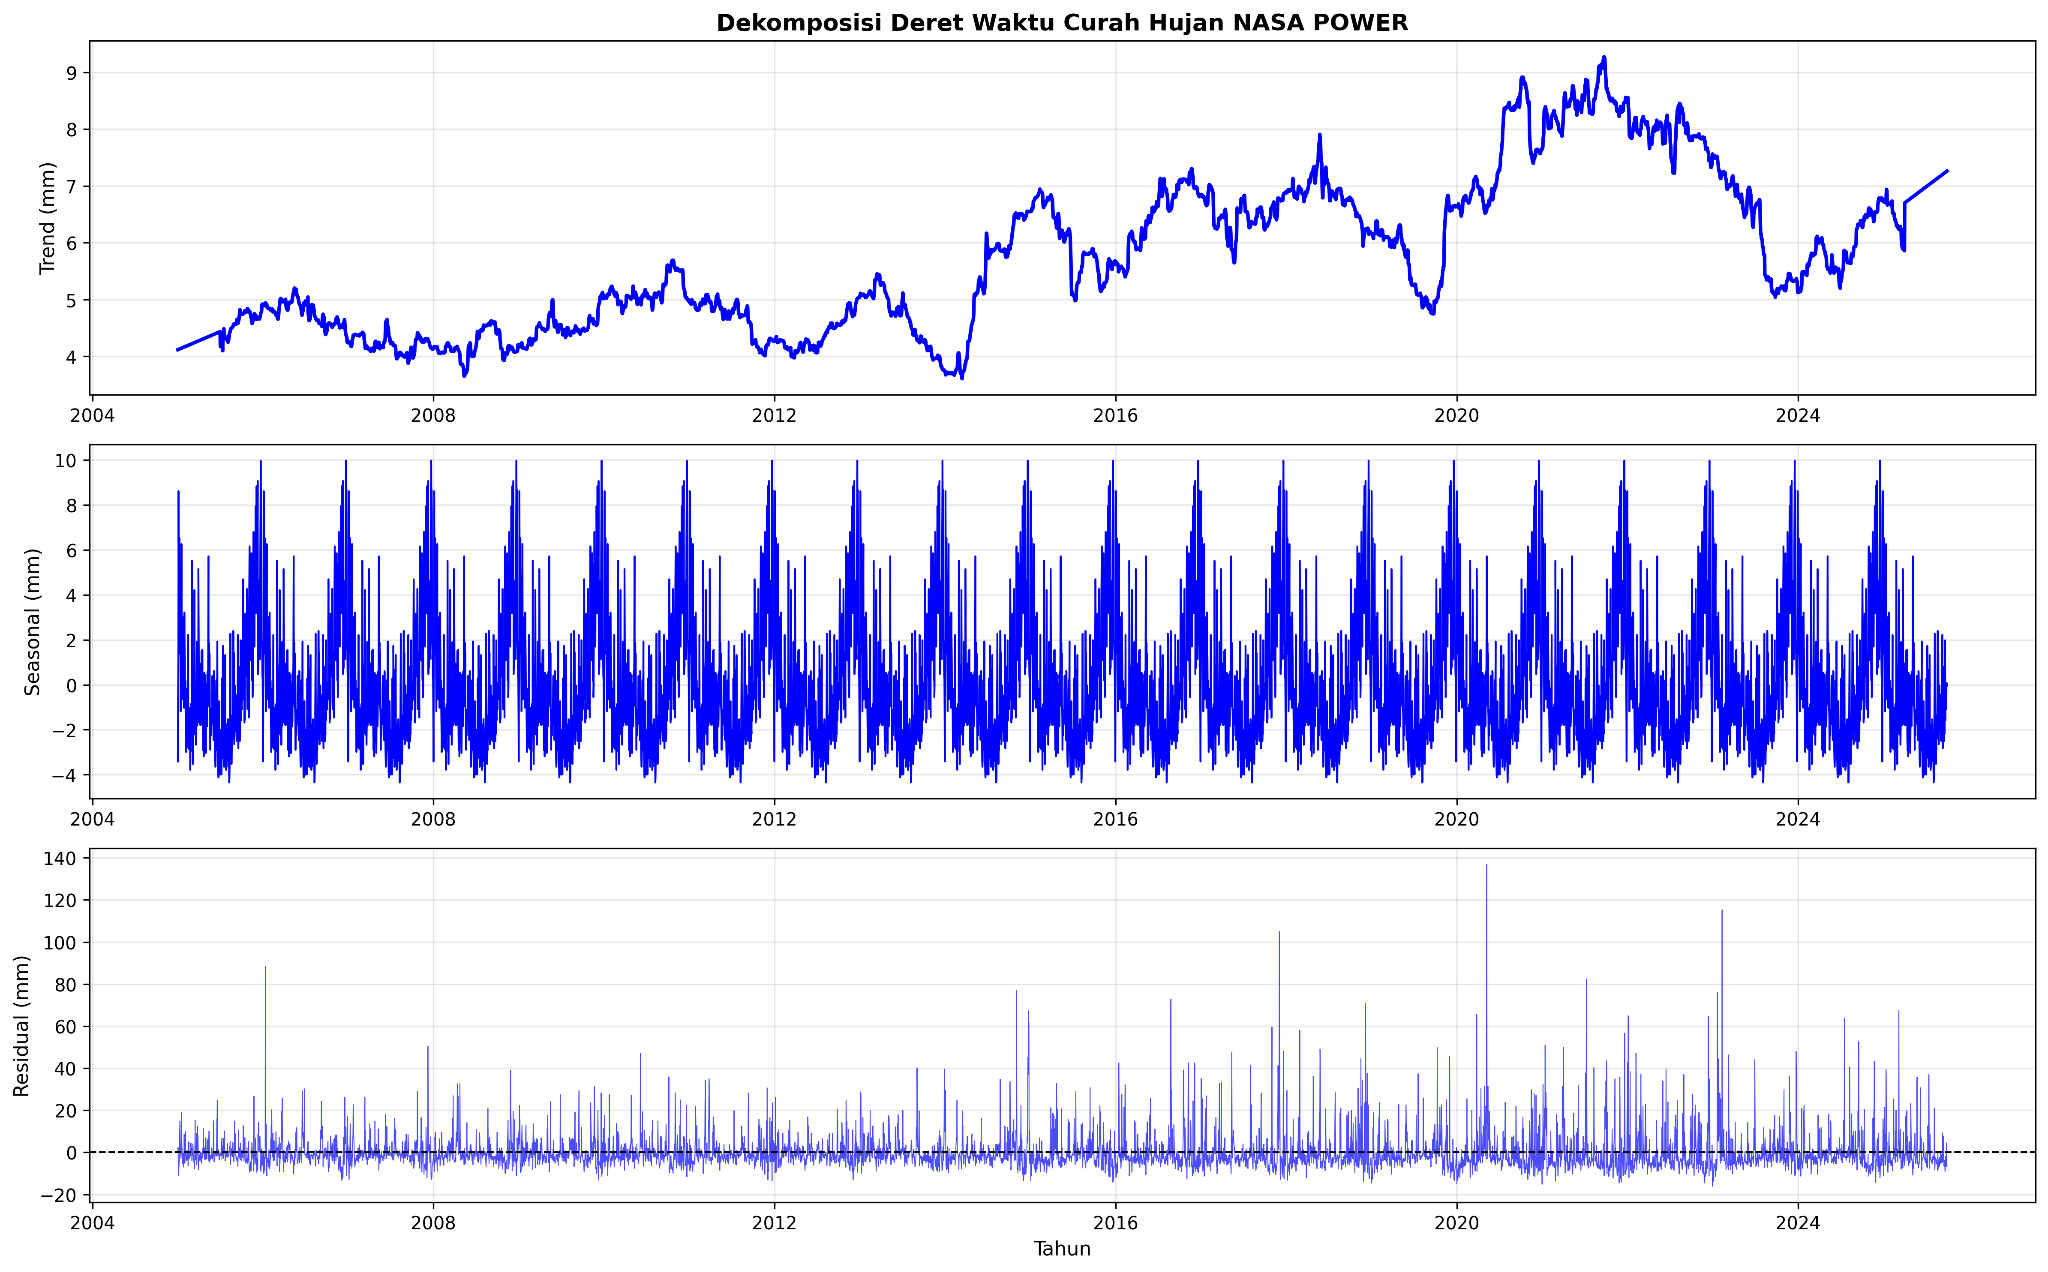 Dekomposisi Deret Waktu Curah Hujan NASA POWER
Trend (mm)
9
8
7
6
5
4
2004 2008 2012 2016 2020 2024
Seasonal (mm)
10
8
6
4
2
0
−2
−4
2004 2008 2012 2016 2020 2024
Residual (mm)
140
120
100
80
60
40
20
0
−20
2004 2008 2012 2016 2020 2024
Tahun